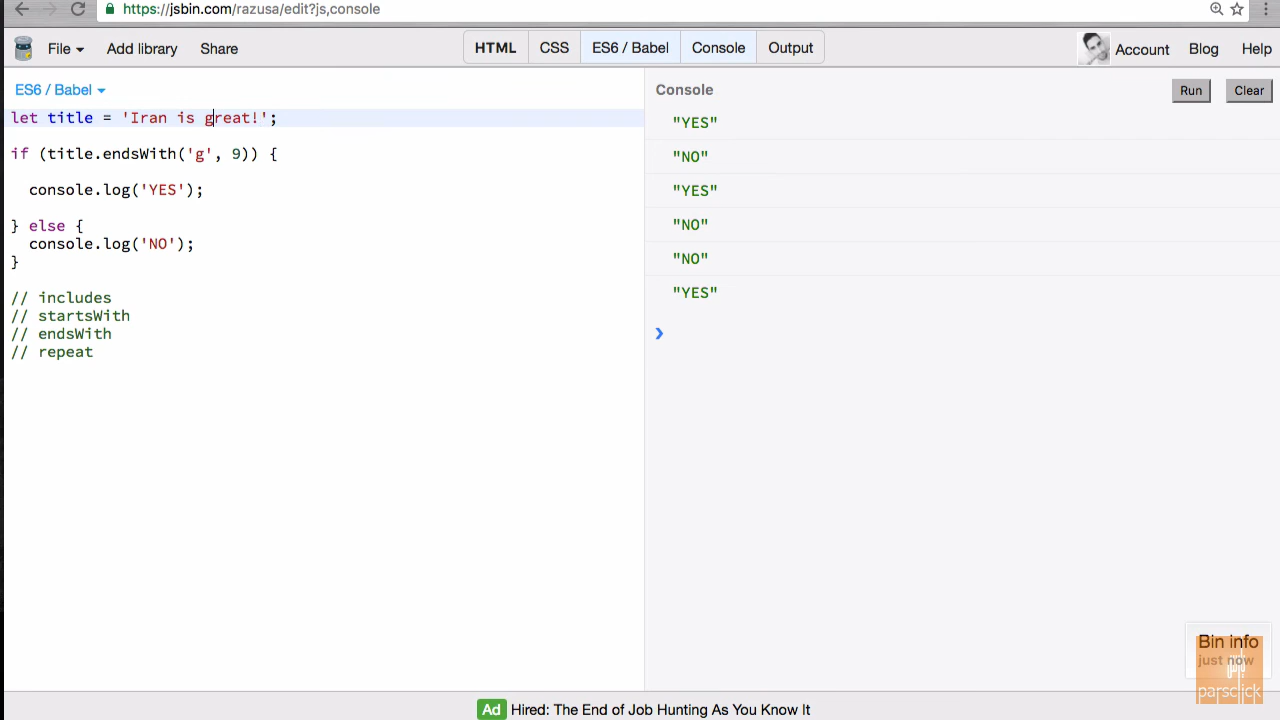 https://jsbin.com/razusa/edit?js,console
File Add library Share HTML CSS ES6 / Babel Console Output Account Blog Help
ES6 / Babel
let title = 'Iran is great!';
if (title.endsWith('g', 9)) {
console.log('YES');
} else {
console.log('NO');
}
// includes
// startsWith
// endsWith
// repeat
Console Run Clear
"YES"
"NO"
"YES"
"NO"
"NO"
"YES"
Bin info
just now
parsclick
Ad Hired: The End of Job Hunting As You Know It